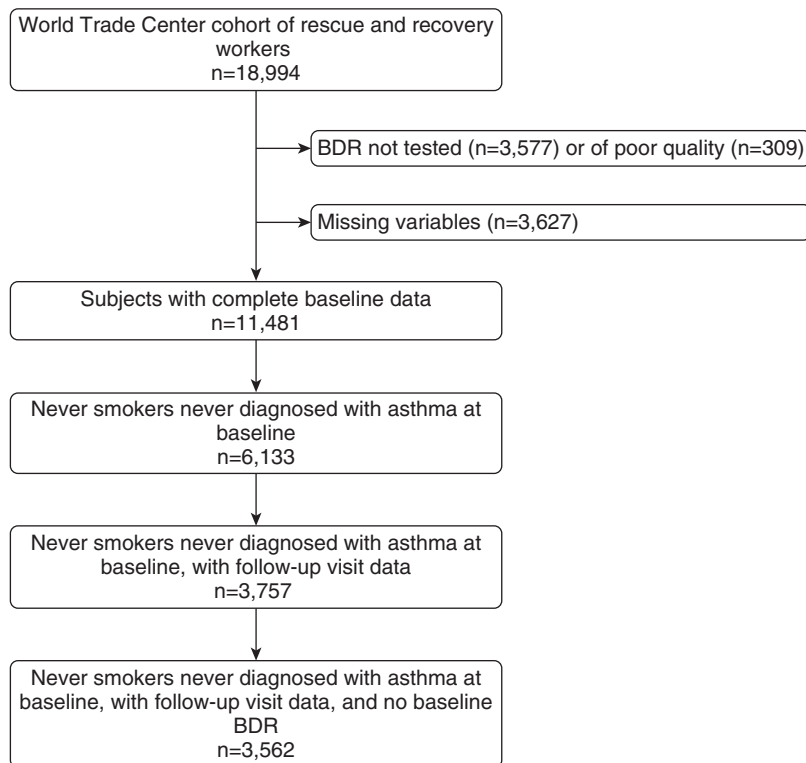 World Trade Center cohort of rescue and recovery
workers
n=18,994
BDR not tested (n=3,577) or of poor quality (n=309)
Missing variables (n=3,627)
Subjects with complete baseline data
n=11,481
Never smokers never diagnosed with asthma at
baseline
n=6,133
Never smokers never diagnosed with asthma at
baseline, with follow-up visit data
n=3,757
Never smokers never diagnosed with asthma at
baseline, with follow-up visit data, and no baseline
BDR
n=3,562